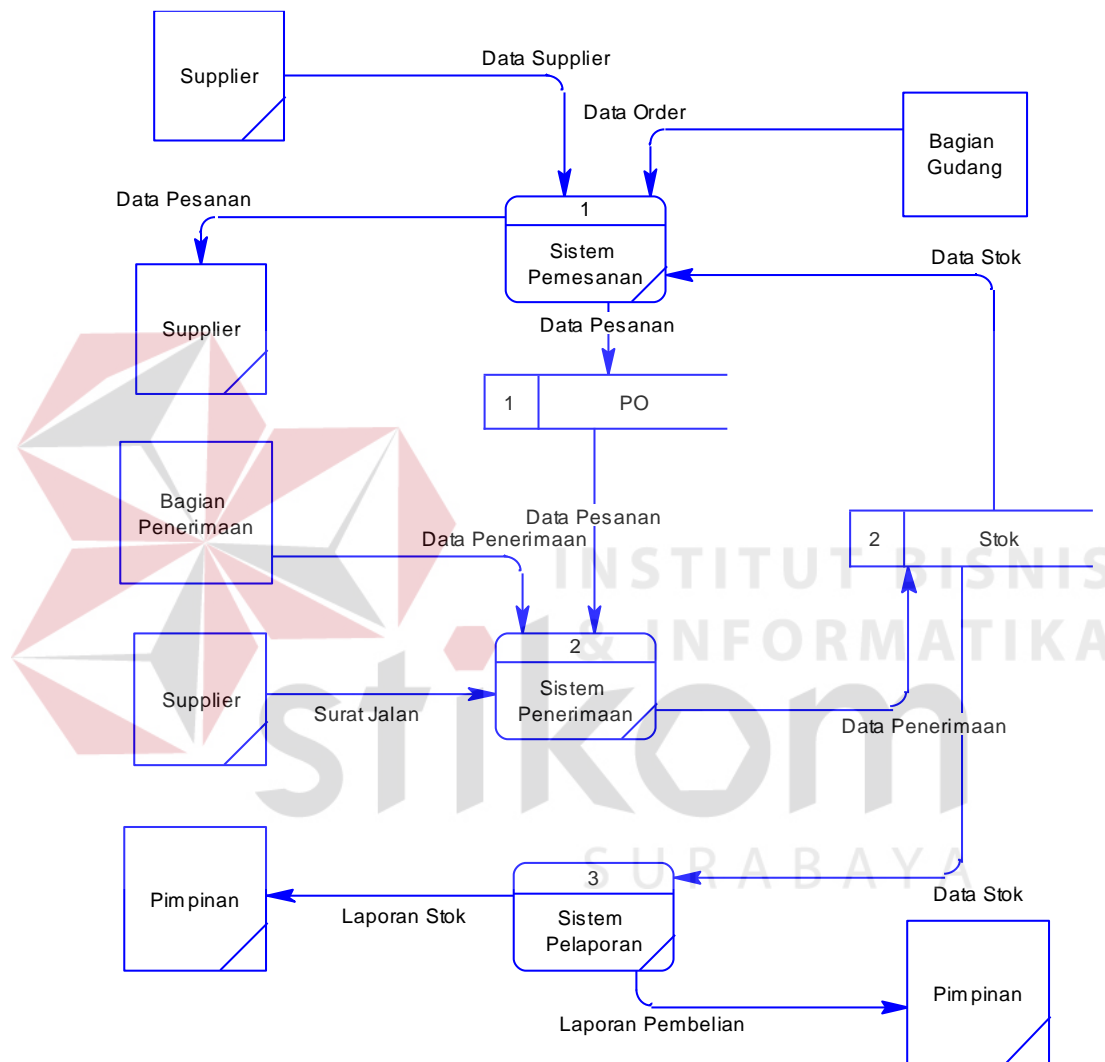 Data Supplier
Supplier
Data Order
Bagian
Gudang
Data Pesanan
1
Sistem
Pemesanan
Data Stok
Supplier
Data Pesanan
1
PO
Bagian
Penerimaan
Data Pesanan
Data Penerimaan
2
Stok
INSTITUT BISNIS
& INFORMATIKA
2
Sistem
Penerimaan
Supplier
Surat Jalan
Data Penerimaan
stikom
SURABAYA
3
Sistem
Pelaporan
Pimpinan
Laporan Stok
Data Stok
Pimpinan
Laporan Pembelian